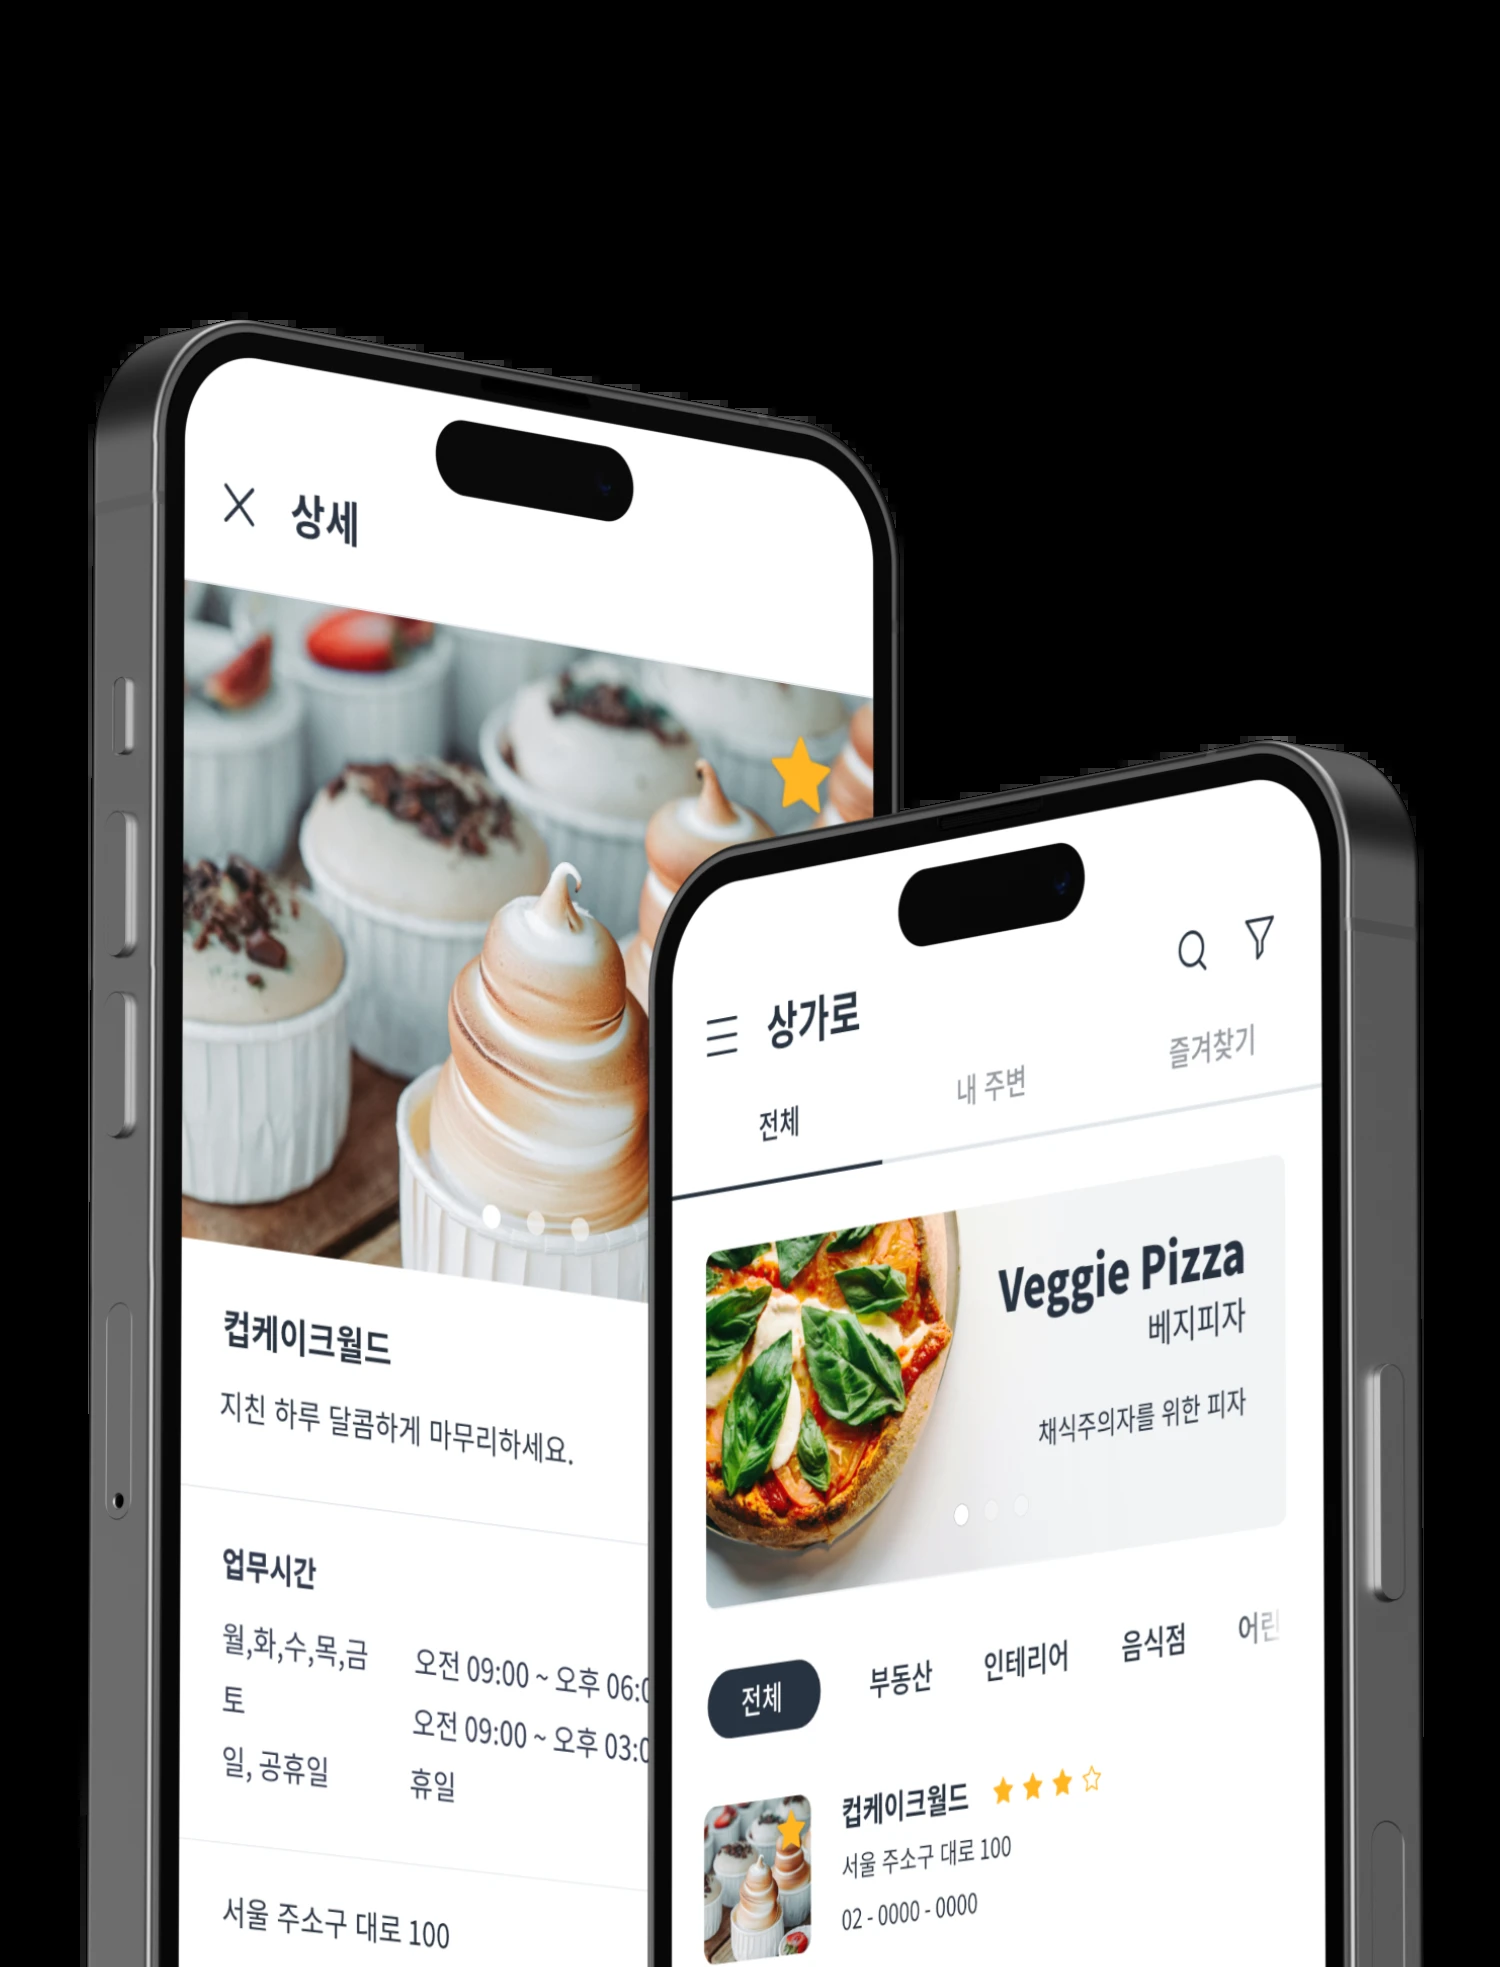 상세
컵케이크월드
지친 하루 달콤하게 마무리하세요.
업무시간
월,화,수,목,금 오전 09:00 ~ 오후 06:0
토 오전 09:00 ~ 오후 03:0
일, 공휴일 휴일
서울 주소구 대로 100
상가로
전체 내 주변 즐겨찾기
Veggie Pizza
베지피자
채식주의자를 위한 피자
전체 부동산 인테리어 음식점 어린
컵케이크월드
서울 주소구 대로 100
02 - 0000 - 0000